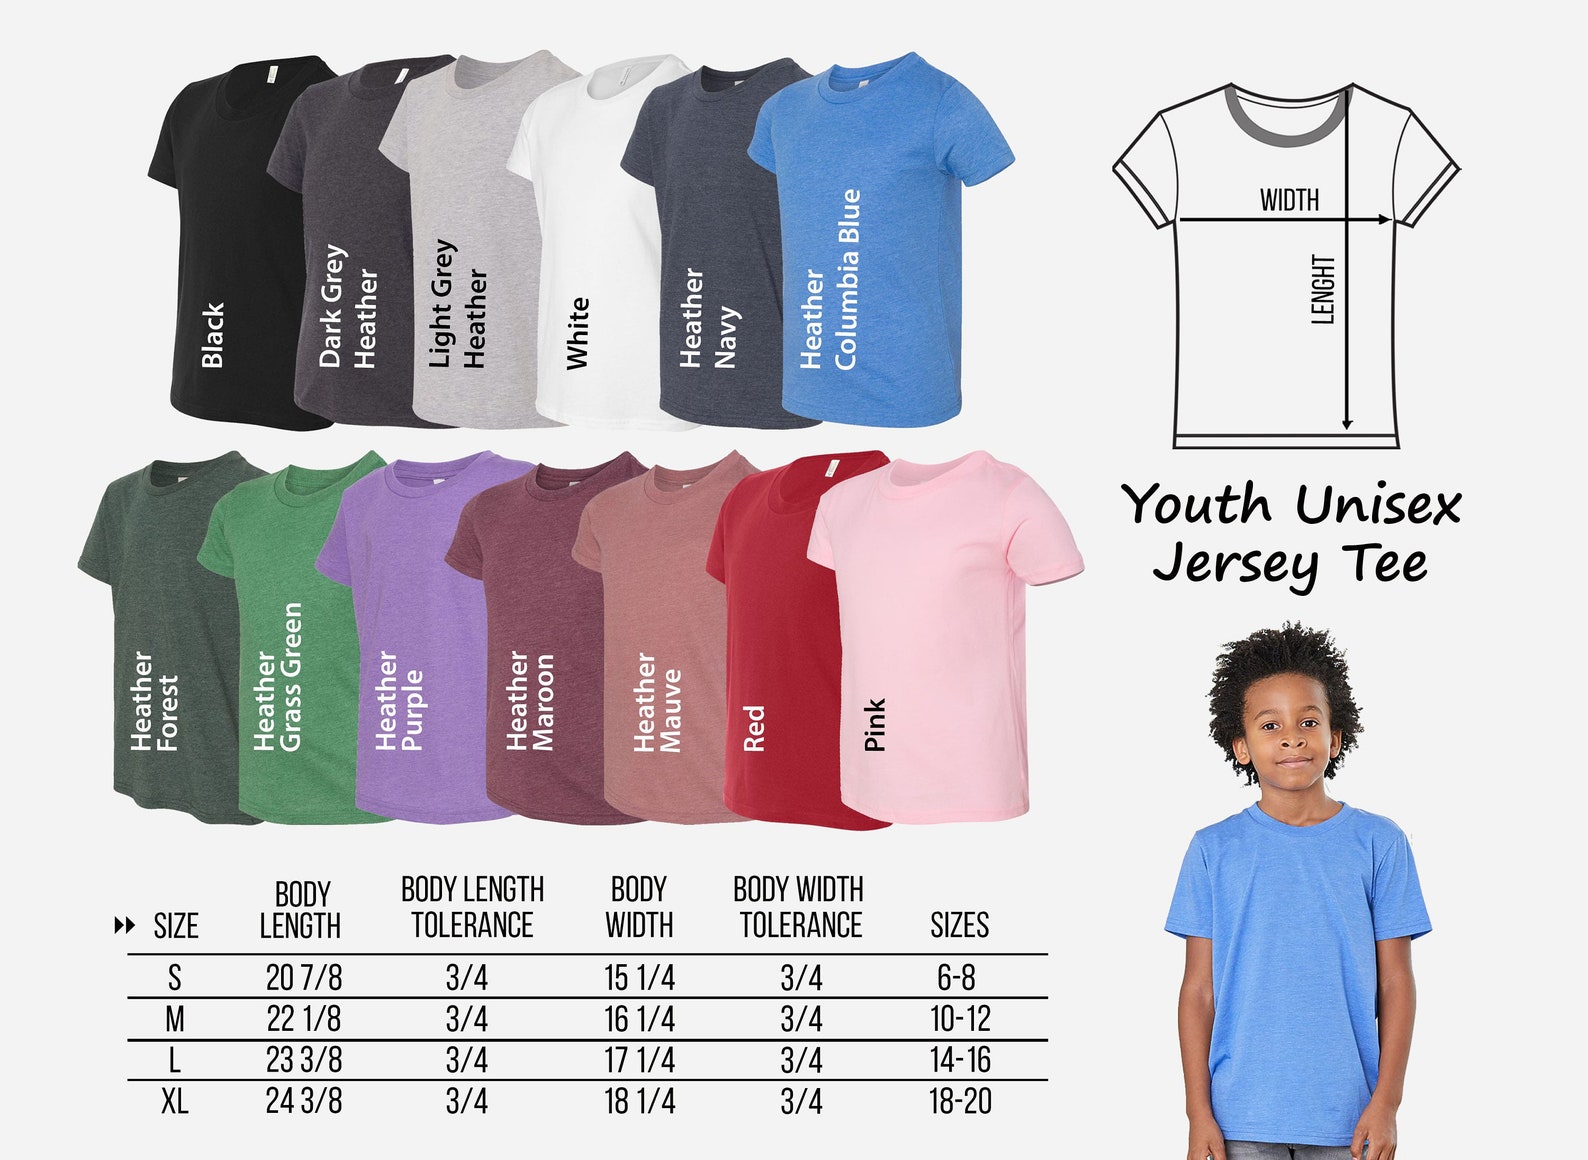 Black
Dark Grey
Heather
Light Grey
Heather
White
Heather
Navy
Heather
Columbia Blue
WIDTH
LENGHT
Heather
Forest
Heather
Grass Green
Heather
Purple
Heather
Maroon
Heather
Mauve
Red
Pink
Youth Unisex
Jersey Tee
SIZE BODY LENGTH BODY LENGTH TOLERANCE BODY WIDTH BODY WIDTH TOLERANCE SIZES
S 20 7/8 3/4 15 1/4 3/4 6-8
M 22 1/8 3/4 16 1/4 3/4 10-12
L 23 3/8 3/4 17 1/4 3/4 14-16
XL 24 3/8 3/4 18 1/4 3/4 18-20